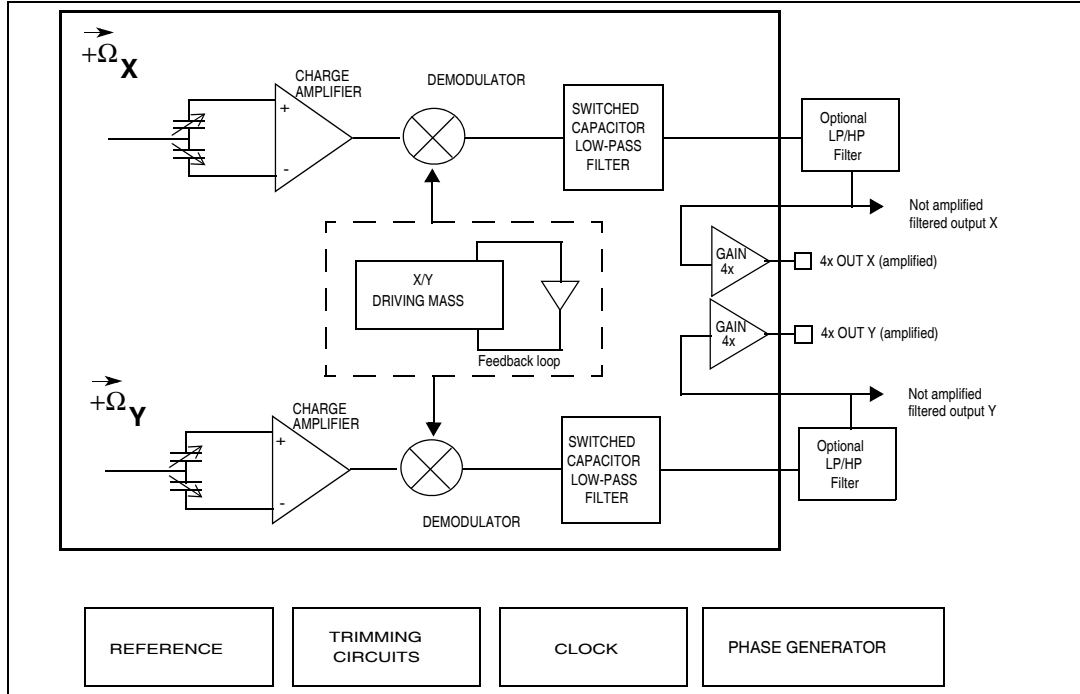 +Ω X
CHARGE
AMPLIFIER
+
-
DEMODULATOR
SWITCHED
CAPACITOR
LOW-PASS
FILTER
Optional
LP/HP
Filter
Not amplified
filtered output X
GAIN
4x
4x OUT X (amplified)
X/Y
DRIVING MASS
Feedback loop
GAIN
4x
4x OUT Y (amplified)
Not amplified
filtered output Y
+Ω Y
CHARGE
AMPLIFIER
+
-
DEMODULATOR
SWITCHED
CAPACITOR
LOW-PASS
FILTER
Optional
LP/HP
Filter
REFERENCE
TRIMMING
CIRCUITS
CLOCK
PHASE GENERATOR